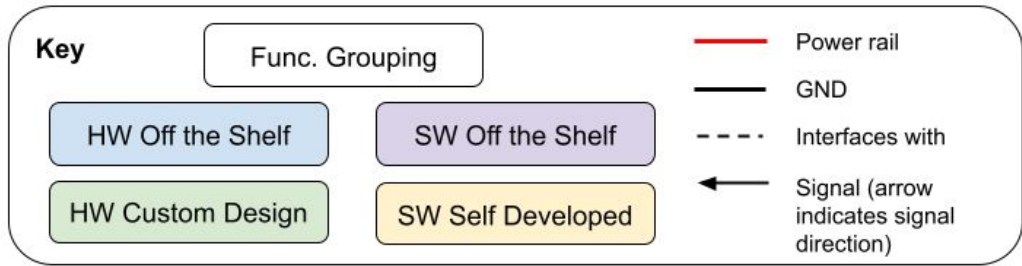 Key
Func. Grouping
HW Off the Shelf
SW Off the Shelf
HW Custom Design
SW Self Developed
Power rail
GND
Interfaces with
Signal (arrow
indicates signal
direction)